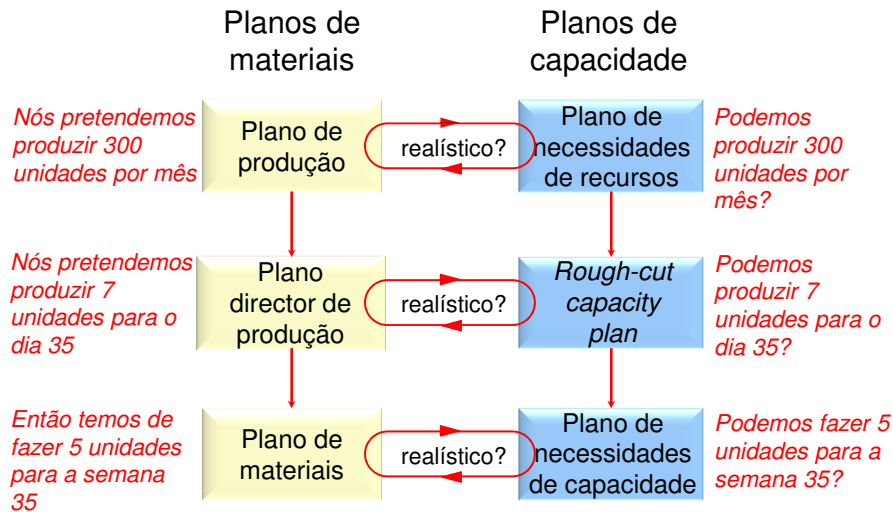 Planos de
materiais
Planos de
capacidade
Nós pretendemos
produzir 300
unidades por mês
Plano de
produção
realístico?
Plano de
necessidades
de recursos
Podemos
produzir 300
unidades por
mês?
Nós pretendemos
produzir 7
unidades para o
dia 35
Plano
director de
produção
realístico?
Rough-cut
capacity
plan
Podemos
produzir 7
unidades para o
dia 35?
Então temos de
fazer 5 unidades
para a semana
35
Plano de
materiais
realístico?
Plano de
necessidades
de capacidade
Podemos fazer 5
unidades para a
semana 35?